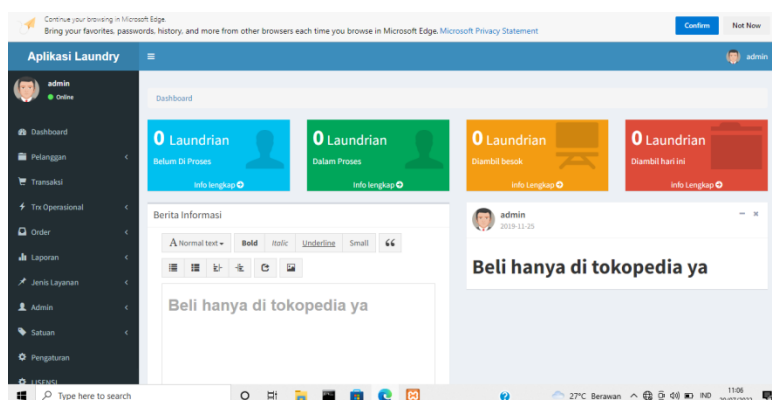 Continue your browsing in Microsoft Edge.
Bring your favorites, passwords, history, and more from other browsers each time you browse in Microsoft Edge. Microsoft Privacy Statement
Confirm
Not Now
Aplikasi Laundry
admin
admin
Online
Dashboard
Pelanggan
Transaksi
Trx Operasional
Order
Laporan
Jenis Layanan
Admin
Satuan
Pengaturan
LISENSI
Dashboard
0 Laundrian
Belum Di Proses
Info lengkap
0 Laundrian
Dalam Proses
Info lengkap
0 Laundrian
Diambil besok
Info Lengkap
0 Laundrian
Diambil hari ini
Info Lengkap
Berita Informasi
A Normal text Bold Italic Underline Small
Beli hanya di tokopedia ya
admin
2019-11-25
Beli hanya di tokopedia ya
Type here to search
27°C Berawan
IND
11:06